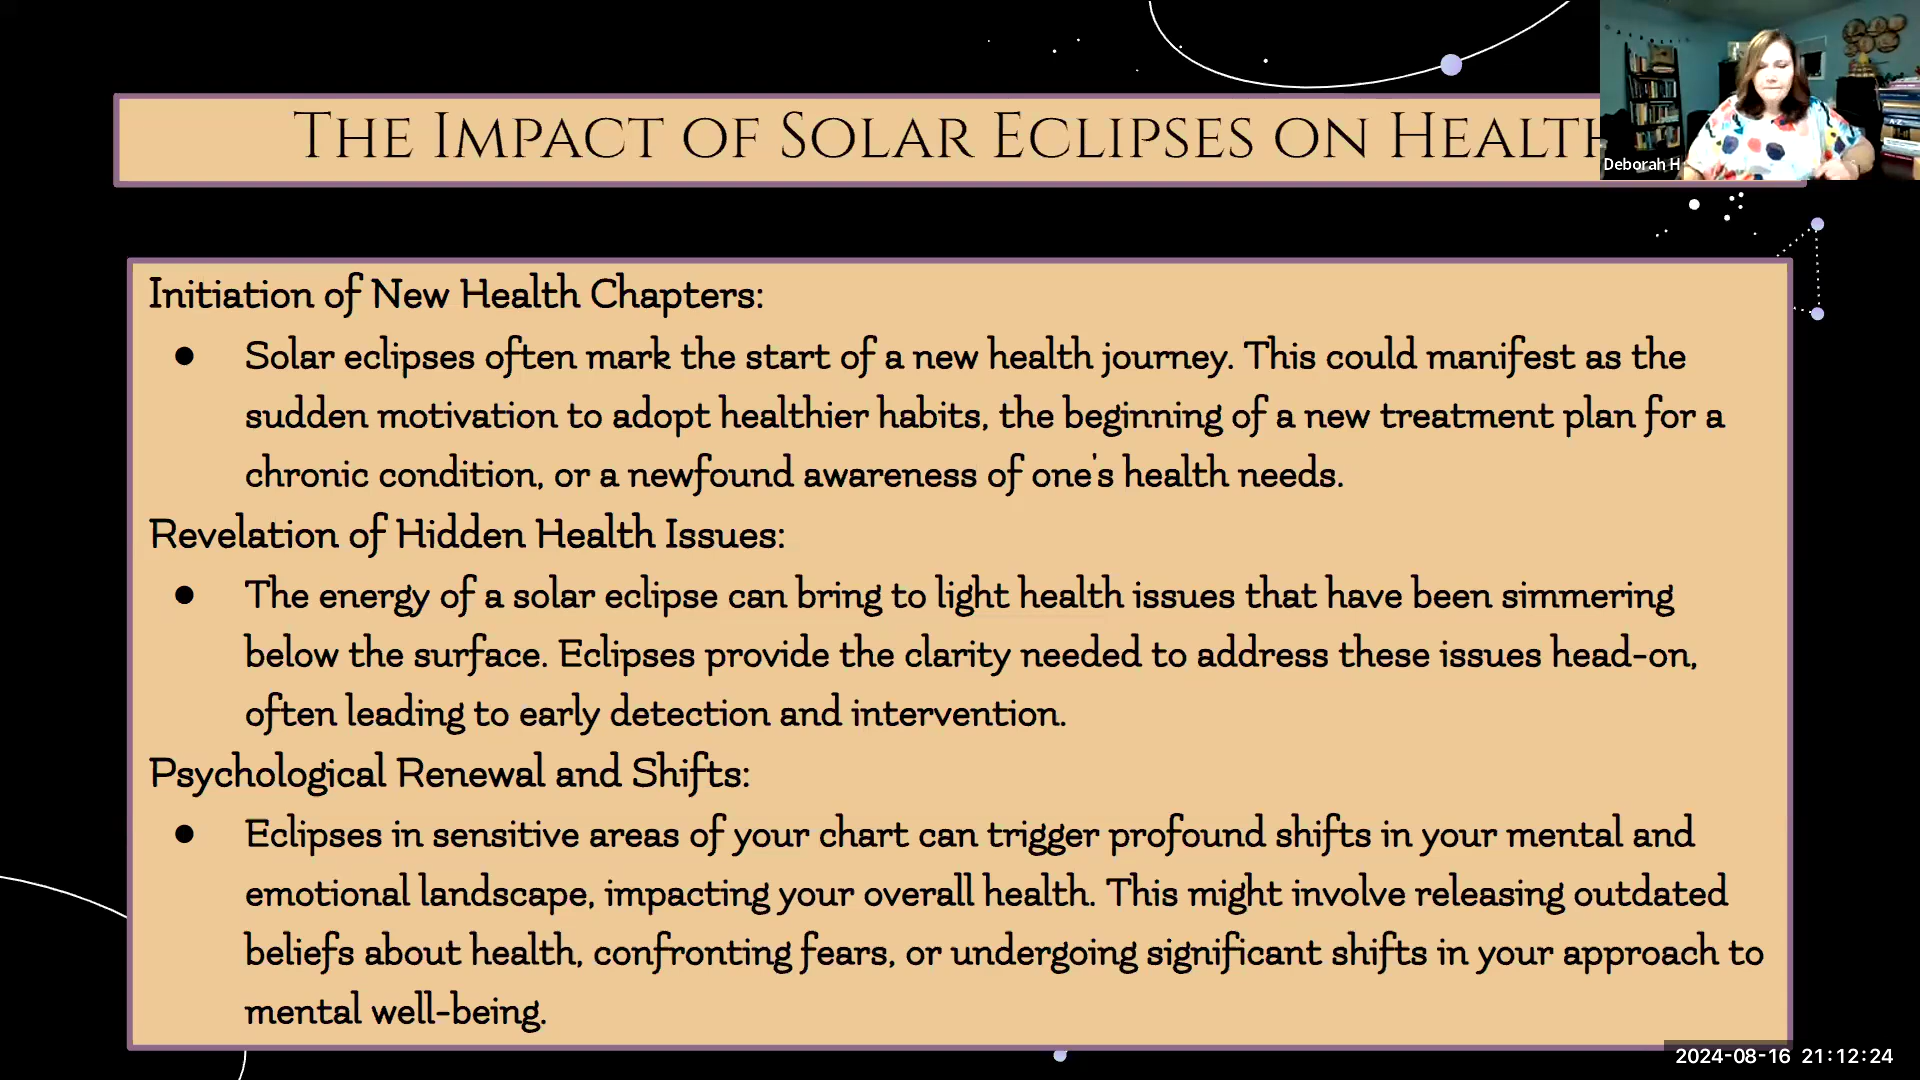 The Impact of Solar Eclipses on Health
Deborah H
Initiation of New Health Chapters:
● Solar eclipses often mark the start of a new health journey. This could manifest as the
sudden motivation to adopt healthier habits, the beginning of a new treatment plan for a
chronic condition, or a newfound awareness of one's health needs.
Revelation of Hidden Health Issues:
● The energy of a solar eclipse can bring to light health issues that have been simmering
below the surface. Eclipses provide the clarity needed to address these issues head-on,
often leading to early detection and intervention.
Psychological Renewal and Shifts:
● Eclipses in sensitive areas of your chart can trigger profound shifts in your mental and
emotional landscape, impacting your overall health. This might involve releasing outdated
beliefs about health, confronting fears, or undergoing significant shifts in your approach to
mental well-being.
2024-08-16 21:12:24